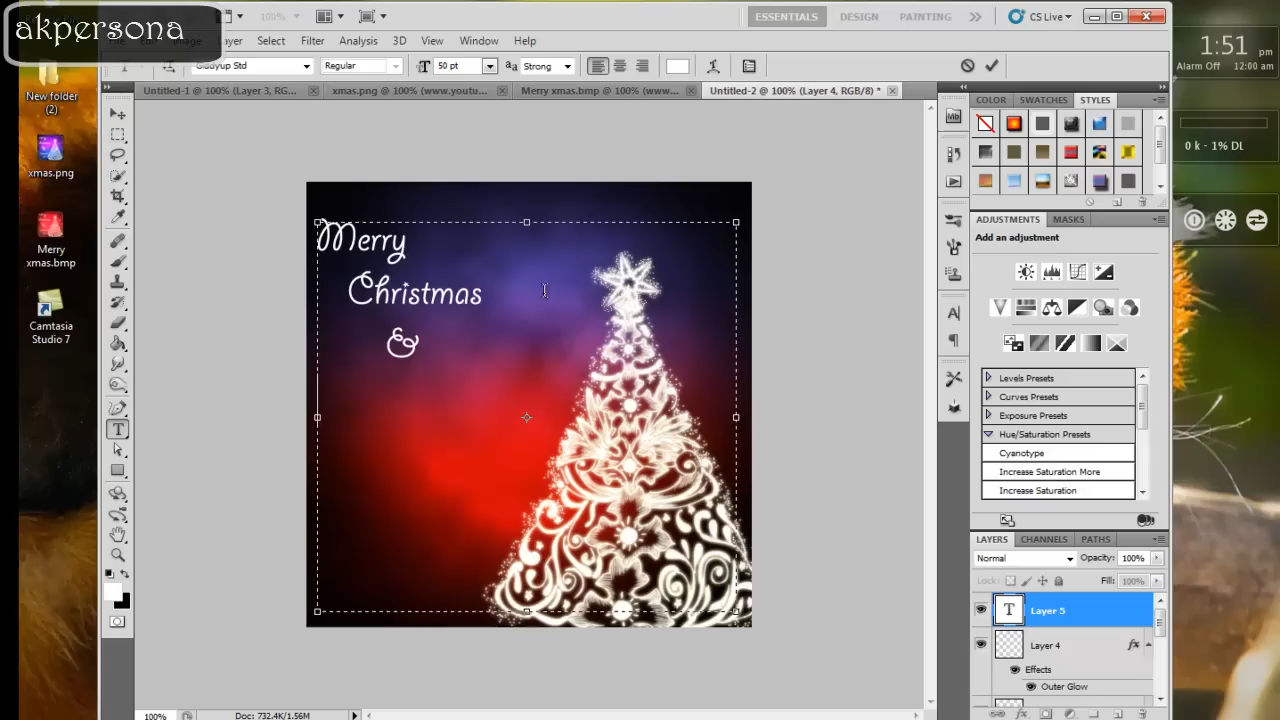 akpersona
109%
ESSENTIALS
DESIGN
PAINTING
CS Live
Select
Filter
Analysis
3D
View
Window
Help
Regular
50 pt
Strong
Untitled-1 @ 100% (Layer 3, RG...
xmas.png @ 100% (www.youtu...
Merry xmas.bmp @ 100% (www...
Untitled-2 @ 100% (Layer 4, RGB/8) *
New folder
(2)
xmas.png
Merry
xmas.bmp
Camtasia
Studio 7
Merry
Christmas
&
COLOR
SWATCHES
STYLES
ADJUSTMENTS
MASKS
Add an adjustment
Levels Presets
Curves Presets
Exposure Presets
Hue/Saturation Presets
Cyanotype
Increase Saturation More
Increase Saturation
LAYERS
CHANNELS
PATHS
Normal
Opacity: 100%
Lock:
Fill: 100%
T Layer 5
Layer 4
fx
Effects
Outer Glow
100%
Doc: 732.4K/1.56M
1:51 pm
Alarm Off
12:00 am
0 k - 1% DL